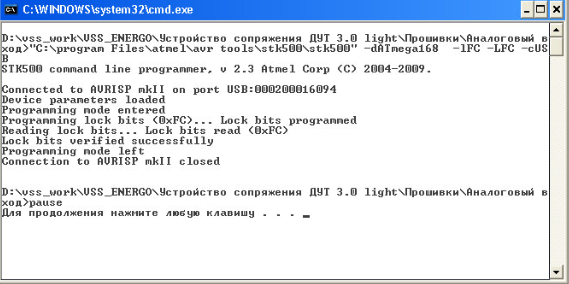 C:\WINDOWS\system32\cmd.exe
D:\vss_work\VSS_ENERGO\Устройство сопряжения ДУТ 3.0 light\Прошивки\Аналоговый в
ход>"C:\program Files\atmel\avr tools\stk500\stk500" -dATmega168 -lFC -LFC -cUS
B
STK500 command line programmer, v 2.3 Atmel Corp (C) 2004-2009.
Connected to AVRISP mkII on port USB:000200016094
Device parameters loaded
Programming mode entered
Programming lock bits (0xFC)... Lock bits programmed
Reading lock bits... Lock bits read (0xFC)
Lock bits verified successfully
Programming mode left
Connection to AVRISP mkII closed
D:\vss_work\VSS_ENERGO\Устройство сопряжения ДУТ 3.0 light\Прошивки\Аналоговый в
ход>pause
Для продолжения нажмите любую клавишу . . . _